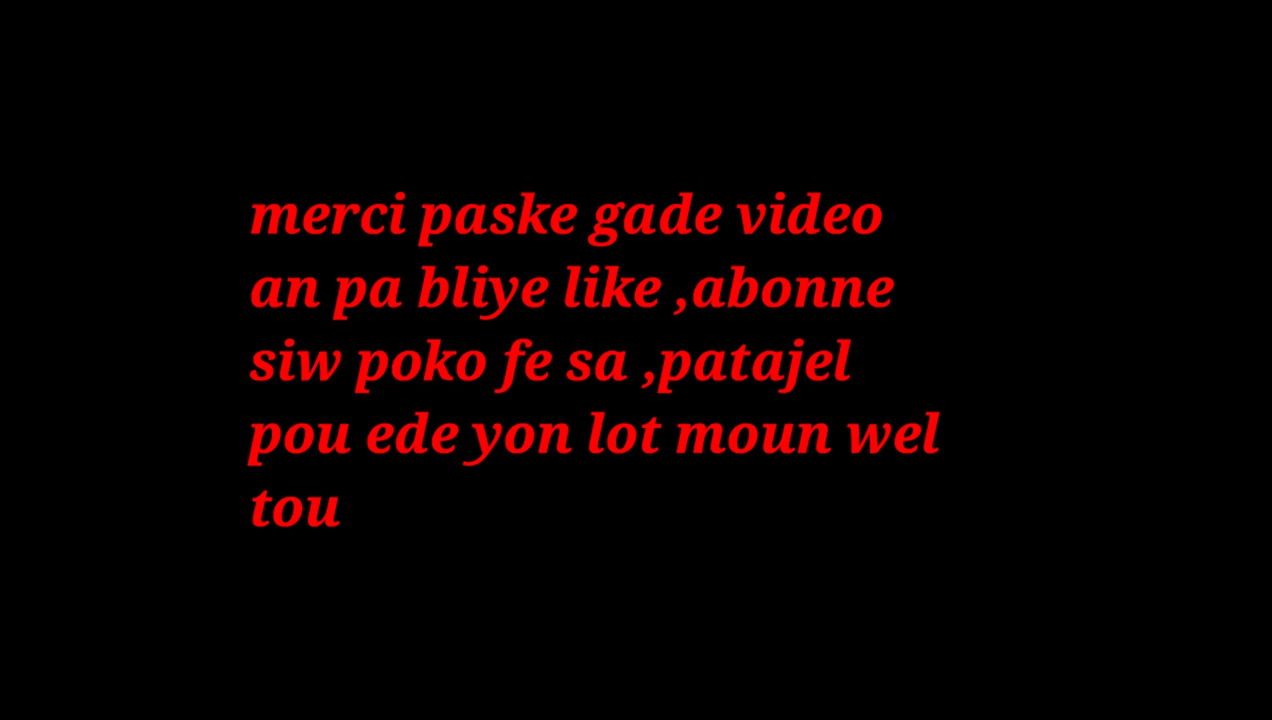 merci paske gade video
an pa bliye like ,abonne
siw poko fe sa ,patajel
pou ede yon lot moun wel
tou